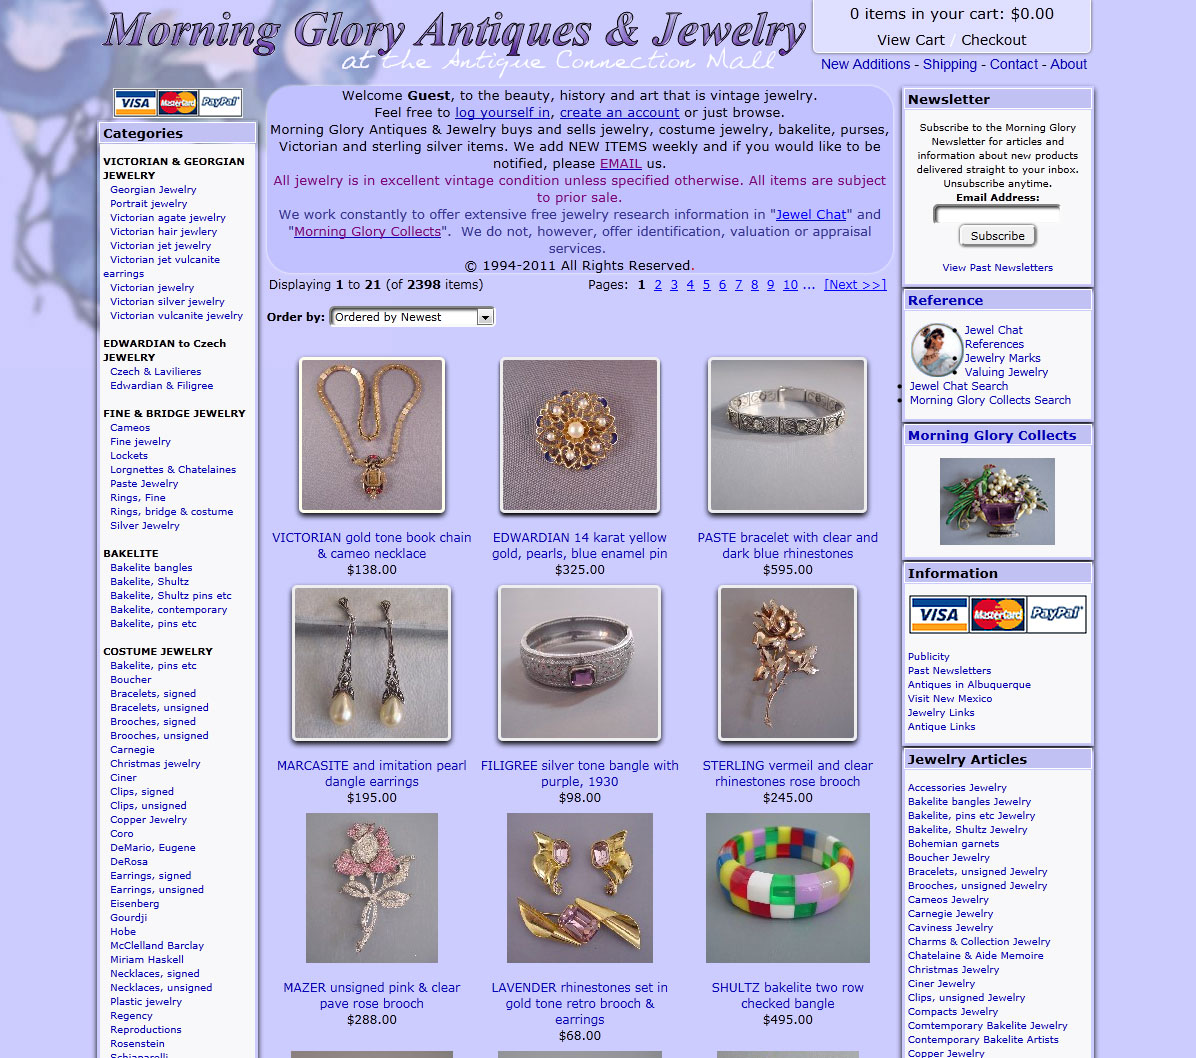 Morning Glory Antiques & Jewelry
at the Antique Connection Mall
0 items in your cart: $0.00
View Cart / Checkout
New Additions - Shipping - Contact - About
VISA MasterCard PayPal
Categories
VICTORIAN & GEORGIAN
JEWELRY
Georgian Jewelry
Portrait jewelry
Victorian agate jewelry
Victorian hair jewlery
Victorian jet jewelry
Victorian jet vulcanite
earrings
Victorian jewelry
Victorian silver jewelry
Victorian vulcanite jewelry
EDWARDIAN to Czech
JEWELRY
Czech & Lavilieres
Edwardian & Filigree
FINE & BRIDGE JEWELRY
Cameos
Fine jewelry
Lockets
Lorgnettes & Chatelaines
Paste Jewelry
Rings, Fine
Rings, bridge & costume
Silver Jewelry
BAKELITE
Bakelite bangles
Bakelite, Shultz
Bakelite, Shultz pins etc
Bakelite, contemporary
Bakelite, pins etc
COSTUME JEWELRY
Bakelite, pins etc
Boucher
Bracelets, signed
Bracelets, unsigned
Brooches, signed
Brooches, unsigned
Carnegie
Christmas jewelry
Ciner
Clips, signed
Clips, unsigned
Copper Jewelry
Coro
DeMario, Eugene
DeRosa
Earrings, signed
Earrings, unsigned
Eisenberg
Gourdji
Hobe
McClelland Barclay
Miriam Haskell
Necklaces, signed
Necklaces, unsigned
Plastic jewelry
Regency
Reproductions
Rosenstein
Schiaparelli
Welcome Guest, to the beauty, history and art that is vintage jewelry.
Feel free to log yourself in, create an account or just browse.
Morning Glory Antiques & Jewelry buys and sells jewelry, costume jewelry, bakelite, purses,
Victorian and sterling silver items. We add NEW ITEMS weekly and if you would like to be
notified, please EMAIL us.
All jewelry is in excellent vintage condition unless specified otherwise. All items are subject
to prior sale.
We work constantly to offer extensive free jewelry research information in "Jewel Chat" and
"Morning Glory Collects". We do not, however, offer identification, valuation or appraisal
services.
© 1994-2011 All Rights Reserved.
Displaying 1 to 21 (of 2398 items) Pages: 1 2 3 4 5 6 7 8 9 10 ... [Next >>]
Order by: Ordered by Newest
VICTORIAN gold tone book chain
& cameo necklace
$138.00
EDWARDIAN 14 karat yellow
gold, pearls, blue enamel pin
$325.00
PASTE bracelet with clear and
dark blue rhinestones
$595.00
MARCASITE and imitation pearl
dangle earrings
$195.00
FILIGREE silver tone bangle with
purple, 1930
$98.00
STERLING vermeil and clear
rhinestones rose brooch
$245.00
MAZER unsigned pink & clear
pave rose brooch
$288.00
LAVENDER rhinestones set in
gold tone retro brooch &
earrings
$68.00
SHULTZ bakelite two row
checked bangle
$495.00
Newsletter
Subscribe to the Morning Glory
Newsletter for articles and
information about new products
delivered straight to your inbox.
Unsubscribe anytime.
Email Address:
Subscribe
View Past Newsletters
Reference
Jewel Chat
References
Jewelry Marks
Valuing Jewelry
Jewel Chat Search
Morning Glory Collects Search
Morning Glory Collects
Information
VISA MasterCard PayPal
Publicity
Past Newsletters
Antiques in Albuquerque
Visit New Mexico
Jewelry Links
Antique Links
Jewelry Articles
Accessories Jewelry
Bakelite bangles Jewelry
Bakelite, pins etc Jewelry
Bakelite, Shultz Jewelry
Bohemian garnets
Boucher Jewelry
Bracelets, unsigned Jewelry
Brooches, unsigned Jewelry
Cameos Jewelry
Carnegie Jewelry
Caviness Jewelry
Charms & Collection Jewelry
Chatelaine & Aide Memoire
Christmas Jewelry
Ciner Jewelry
Clips, unsigned Jewelry
Compacts Jewelry
Comtemporary Bakelite Jewelry
Contemporary Bakelite Artists
Copper Jewelry